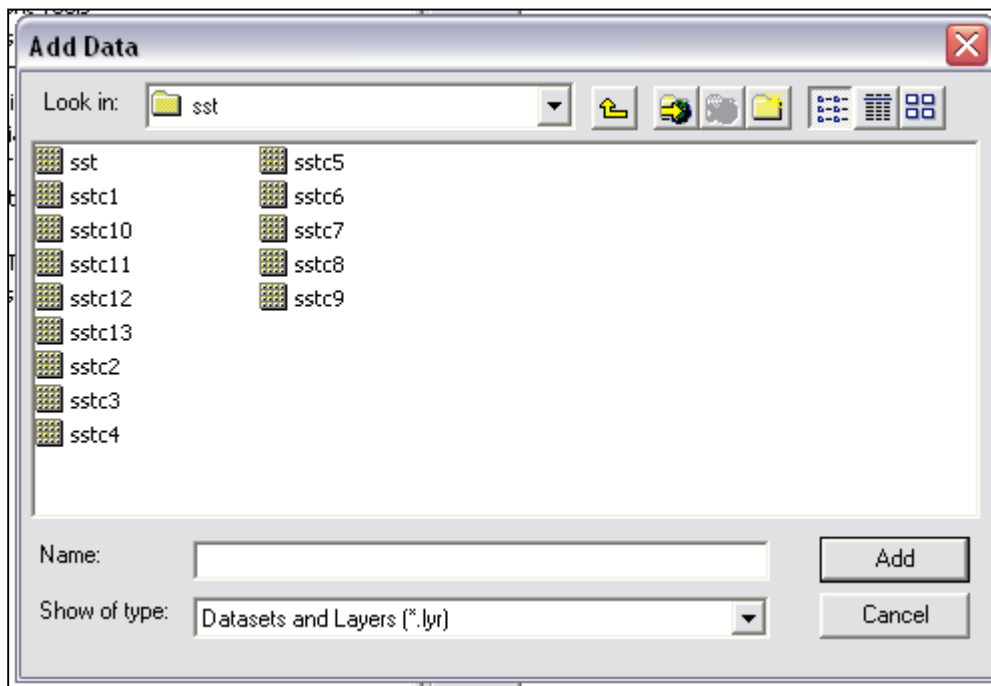 Add Data
Look in: sst
sst
sstc1
sstc10
sstc11
sstc12
sstc13
sstc2
sstc3
sstc4
sstc5
sstc6
sstc7
sstc8
sstc9
Name:
Add
Show of type: Datasets and Layers (*.lyr)
Cancel